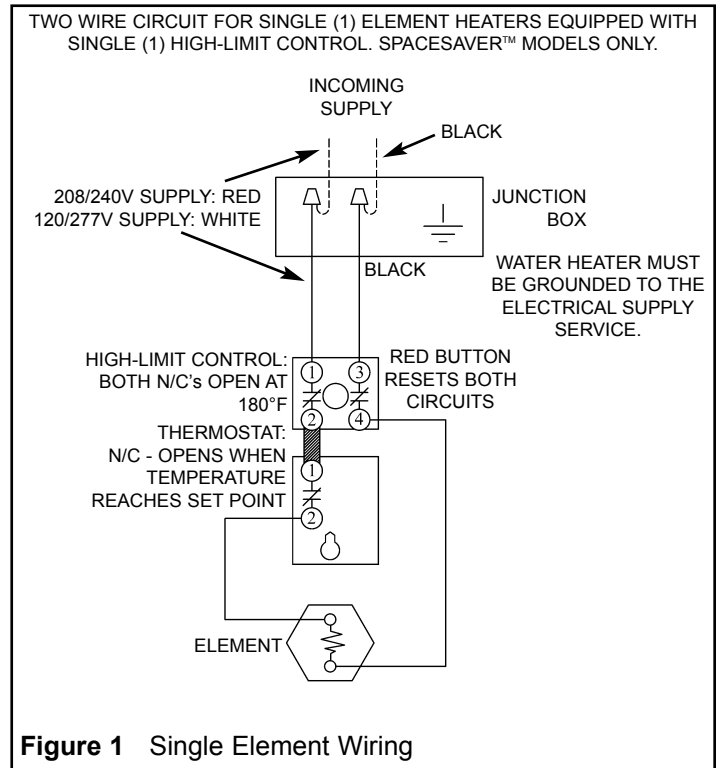 TWO WIRE CIRCUIT FOR SINGLE (1) ELEMENT HEATERS EQUIPPED WITH
SINGLE (1) HIGH-LIMIT CONTROL. SPACESAVER™ MODELS ONLY.
INCOMING
SUPPLY
BLACK
208/240V SUPPLY: RED
120/277V SUPPLY: WHITE
JUNCTION
BOX
BLACK
WATER HEATER MUST
BE GROUNDED TO THE
ELECTRICAL SUPPLY
SERVICE.
HIGH-LIMIT CONTROL:
BOTH N/C's OPEN AT
180°F
1
3
2
4
RED BUTTON
RESETS BOTH
CIRCUITS
THERMOSTAT:
N/C - OPENS WHEN
TEMPERATURE
REACHES SET POINT
1
2
ELEMENT
Figure 1 Single Element Wiring